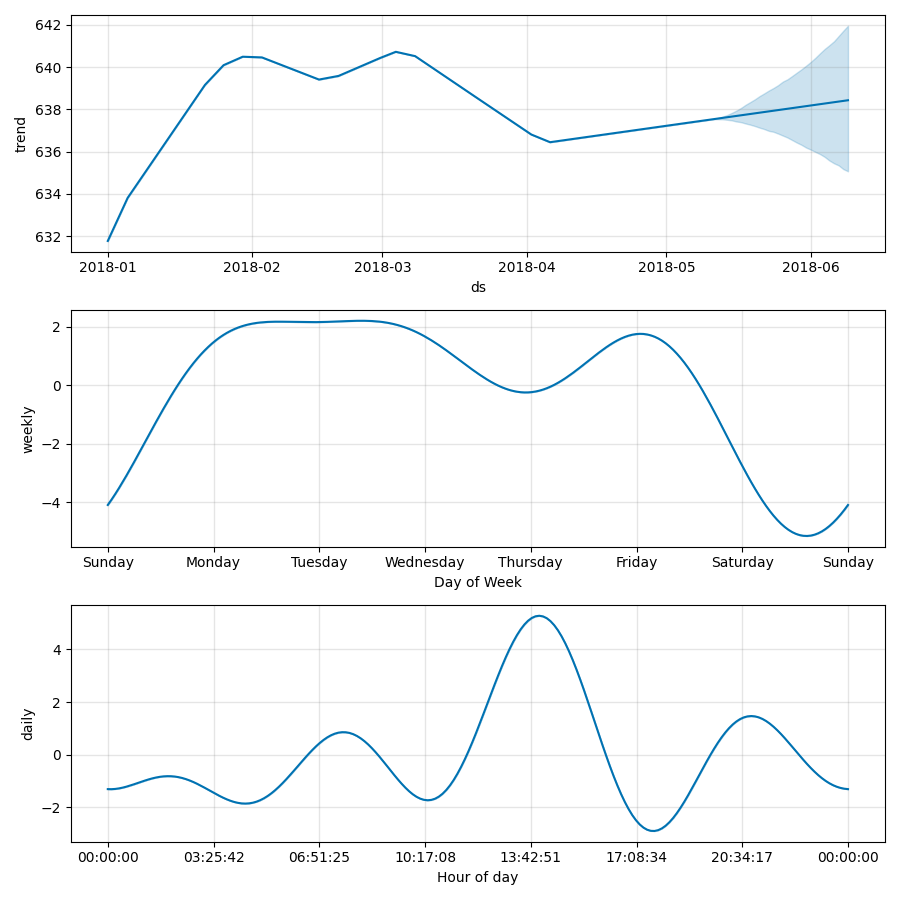 642
640
638
636
634
632
trend
2018-01 2018-02 2018-03 2018-04 2018-05 2018-06
ds
2
0
−2
−4
weekly
Sunday Monday Tuesday Wednesday Thursday Friday Saturday Sunday
Day of Week
4
2
0
−2
daily
00:00:00 03:25:42 06:51:25 10:17:08 13:42:51 17:08:34 20:34:17 00:00:00
Hour of day